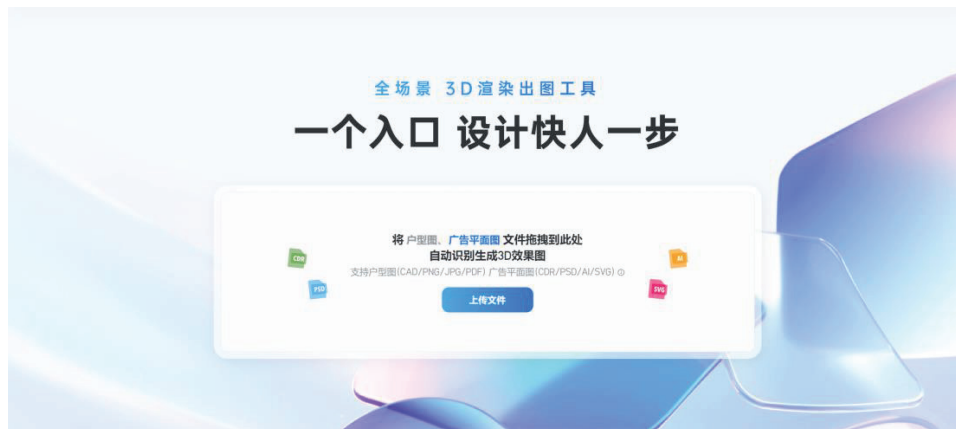 全场景 3D渲染出图工具
一个入口 设计快人一步
将 户型图、广告平面图 文件拖拽到此处
自动识别生成3D效果图
支持户型图(CAD/PNG/JPG/PDF) 广告平面图(CDR/PSD/AI/SVG)
CDR
AI
PSD
SVG
上传文件